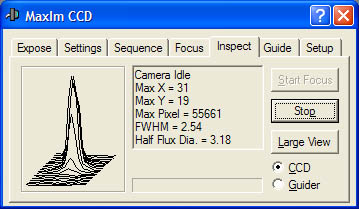 MaxIm CCD
Expose Settings Sequence Focus Inspect Guide Setup
Camera Idle
Max X = 31
Max Y = 19
Max Pixel = 55661
FWHM = 2.54
Half Flux Dia. = 3.18
Start Focus
Stop
Large View
CCD
Guider